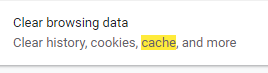 Clear browsing data
Clear history, cookies, cache, and more